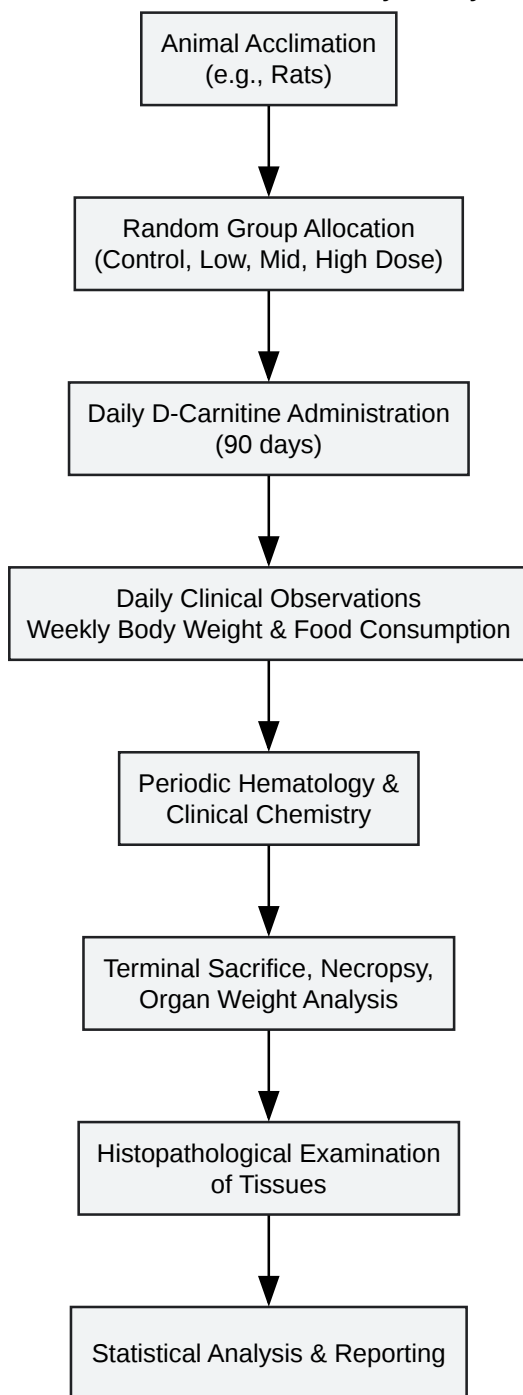 Animal Acclimation
(e.g., Rats)
Random Group Allocation
(Control, Low, Mid, High Dose)
Daily D-Carnitine Administration
(90 days)
Daily Clinical Observations
Weekly Body Weight & Food Consumption
Periodic Hematology &
Clinical Chemistry
Terminal Sacrifice, Necropsy,
Organ Weight Analysis
Histopathological Examination
of Tissues
Statistical Analysis & Reporting